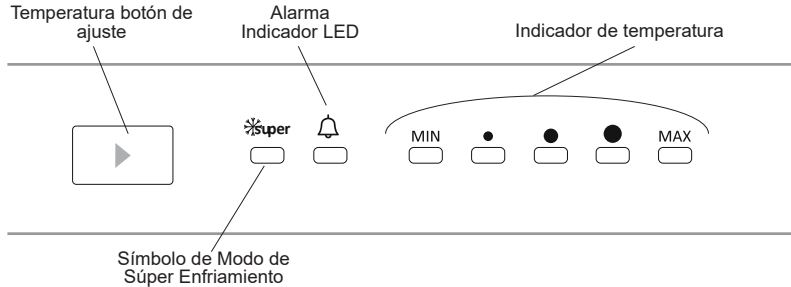 Temperatura botón de
ajuste
Alarma
Indicador LED
Indicador de temperatura
super
MIN
MAX
Símbolo de Modo de
Súper Enfriamiento